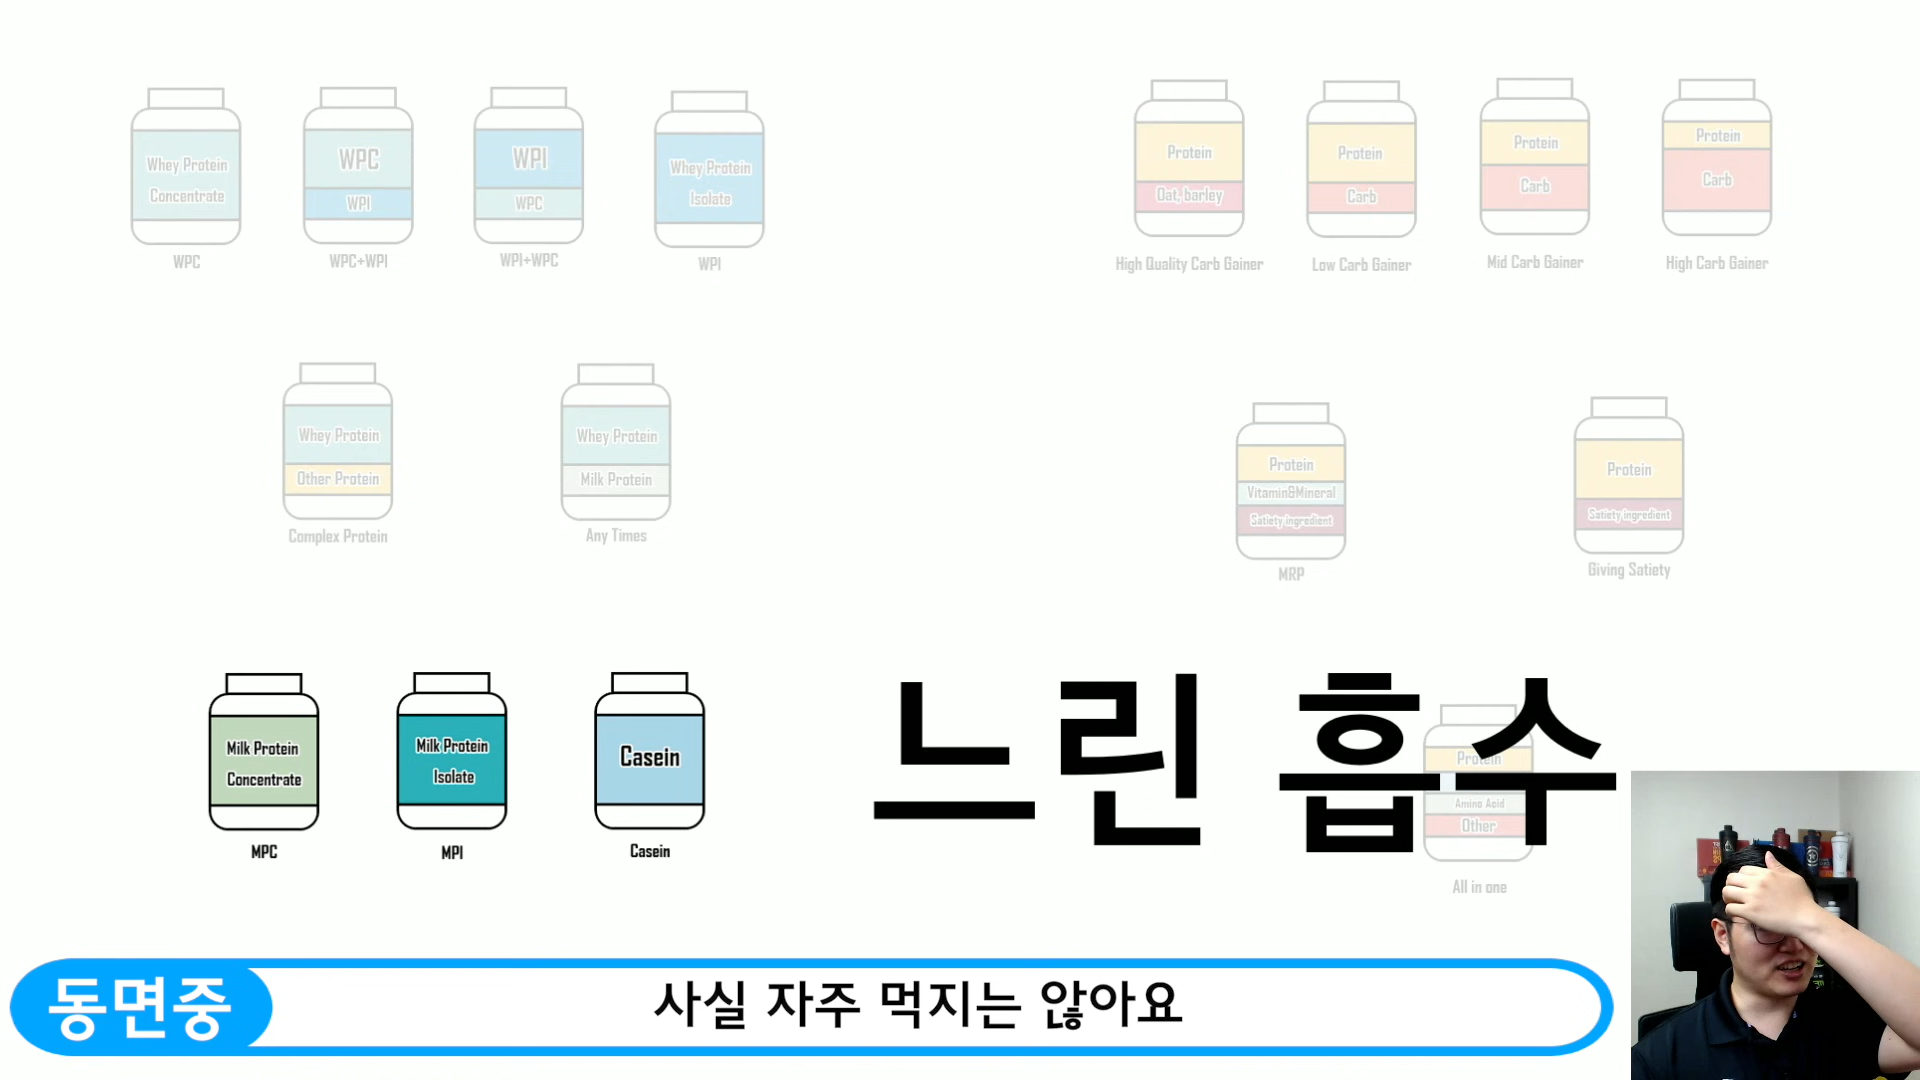 Whey Protein
Concentrate
WPC
WPC
WPI
WPC+WPI
WPI
WPC
WPI+WPC
Whey Protein
Isolate
WPI
Protein
Oat, barley
High Quality Carb Gainer
Protein
Carb
Low Carb Gainer
Protein
Carb
Mid Carb Gainer
Protein
Carb
High Carb Gainer
Whey Protein
Other Protein
Complex Protein
Whey Protein
Milk Protein
Any Times
Protein
Vitamin&Mineral
Satiety ingredient
MRP
Protein
Satiety ingredient
Giving Satiety
Milk Protein
Concentrate
MPC
Milk Protein
Isolate
MPI
Casein
Casein
느린 흡수
Protein
Amino Acid
Other
All in one
동면중
사실 자주 먹지는 않아요